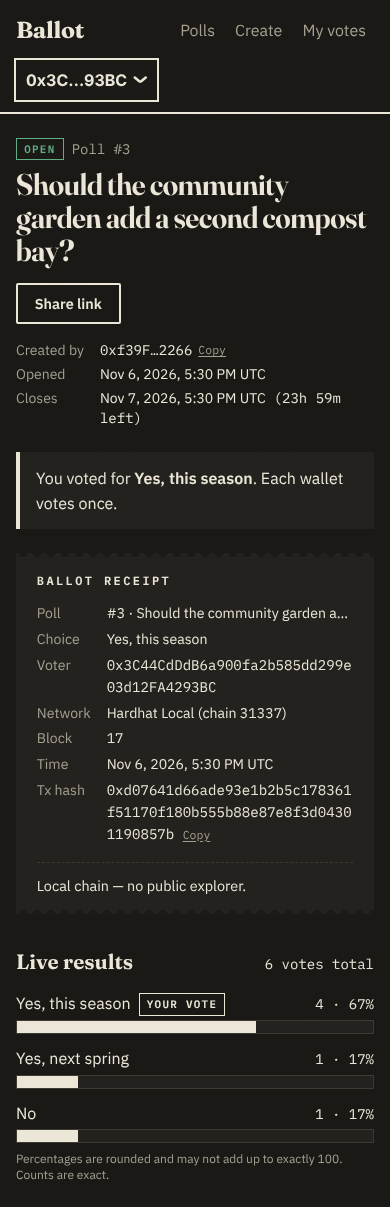 Ballot
Polls Create My votes
0x3C...93BC
OPEN Poll #3
Should the community
garden add a second compost
bay?
Share link
Created by 0xf39F…2266 Copy
Opened Nov 6, 2026, 5:30 PM UTC
Closes Nov 7, 2026, 5:30 PM UTC (23h 59m
left)
You voted for Yes, this season. Each wallet
votes once.
BALLOT RECEIPT
Poll #3 · Should the community garden a...
Choice Yes, this season
Voter 0x3C44CdDdB6a900fa2b585dd299e
03d12FA4293BC
Network Hardhat Local (chain 31337)
Block 17
Time Nov 6, 2026, 5:30 PM UTC
Tx hash 0xd07641d66ade93e1b2b5c178361
f51170f180b555b88e87e8f3d0430
1190857b Copy
Local chain — no public explorer.
Live results 6 votes total
Yes, this season YOUR VOTE 4 · 67%
Yes, next spring 1 · 17%
No 1 · 17%
Percentages are rounded and may not add up to exactly 100.
Counts are exact.